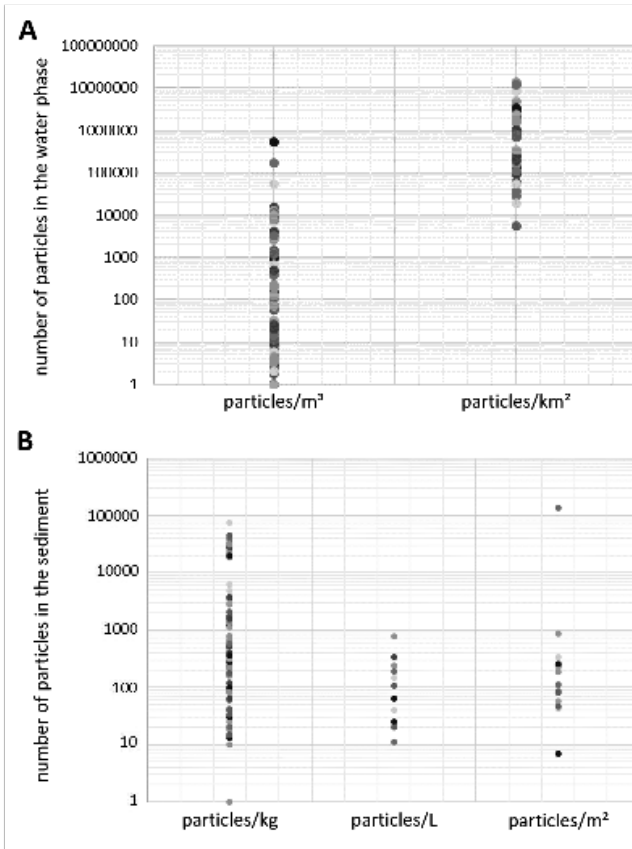 A
number of particles in the water phase
100000000
10000000
1000000
100000
10000
1000
100
10
1
particles/m³
particles/km²
B
number of particles in the sediment
1000000
100000
10000
1000
100
10
1
particles/kg
particles/L
particles/m²